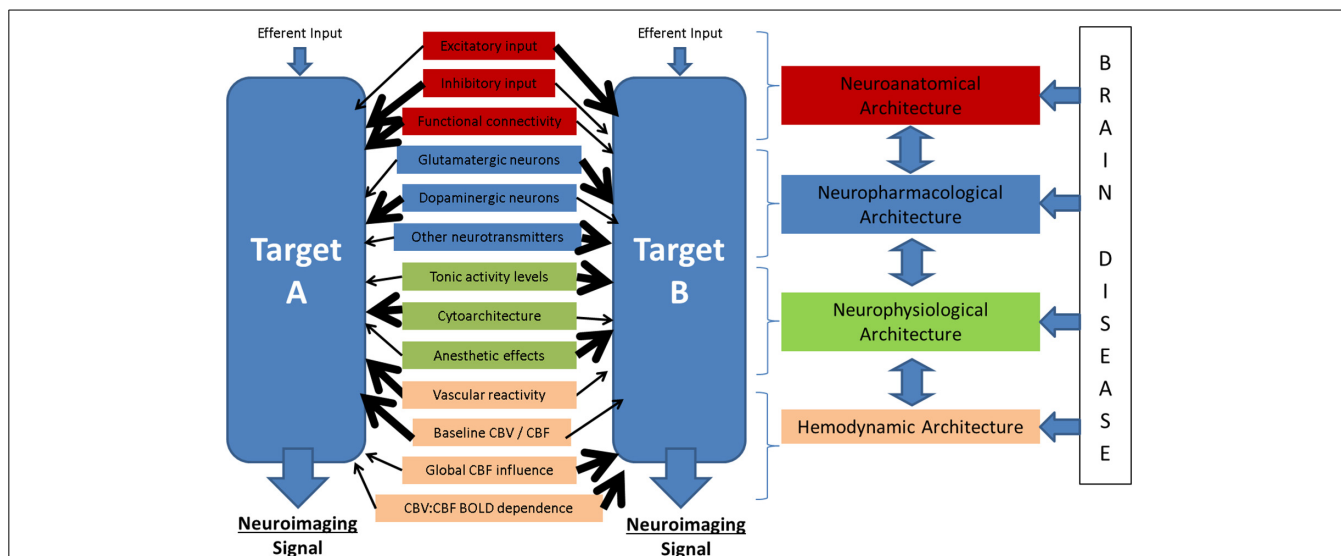 Efferent Input
Efferent Input
Excitatory input
Inhibitory input
Functional connectivity
Glutamatergic neurons
Dopaminergic neurons
Other neurotransmitters
Tonic activity levels
Cytoarchitecture
Anesthetic effects
Vascular reactivity
Baseline CBV / CBF
Global CBF influence
CBV:CBF BOLD dependence
Target
A
Target
B
Neuroimaging
Signal
Neuroimaging
Signal
Neuroanatomical
Architecture
Neuropharmacological
Architecture
Neurophysiological
Architecture
Hemodynamic Architecture
BRAIN DISEASE